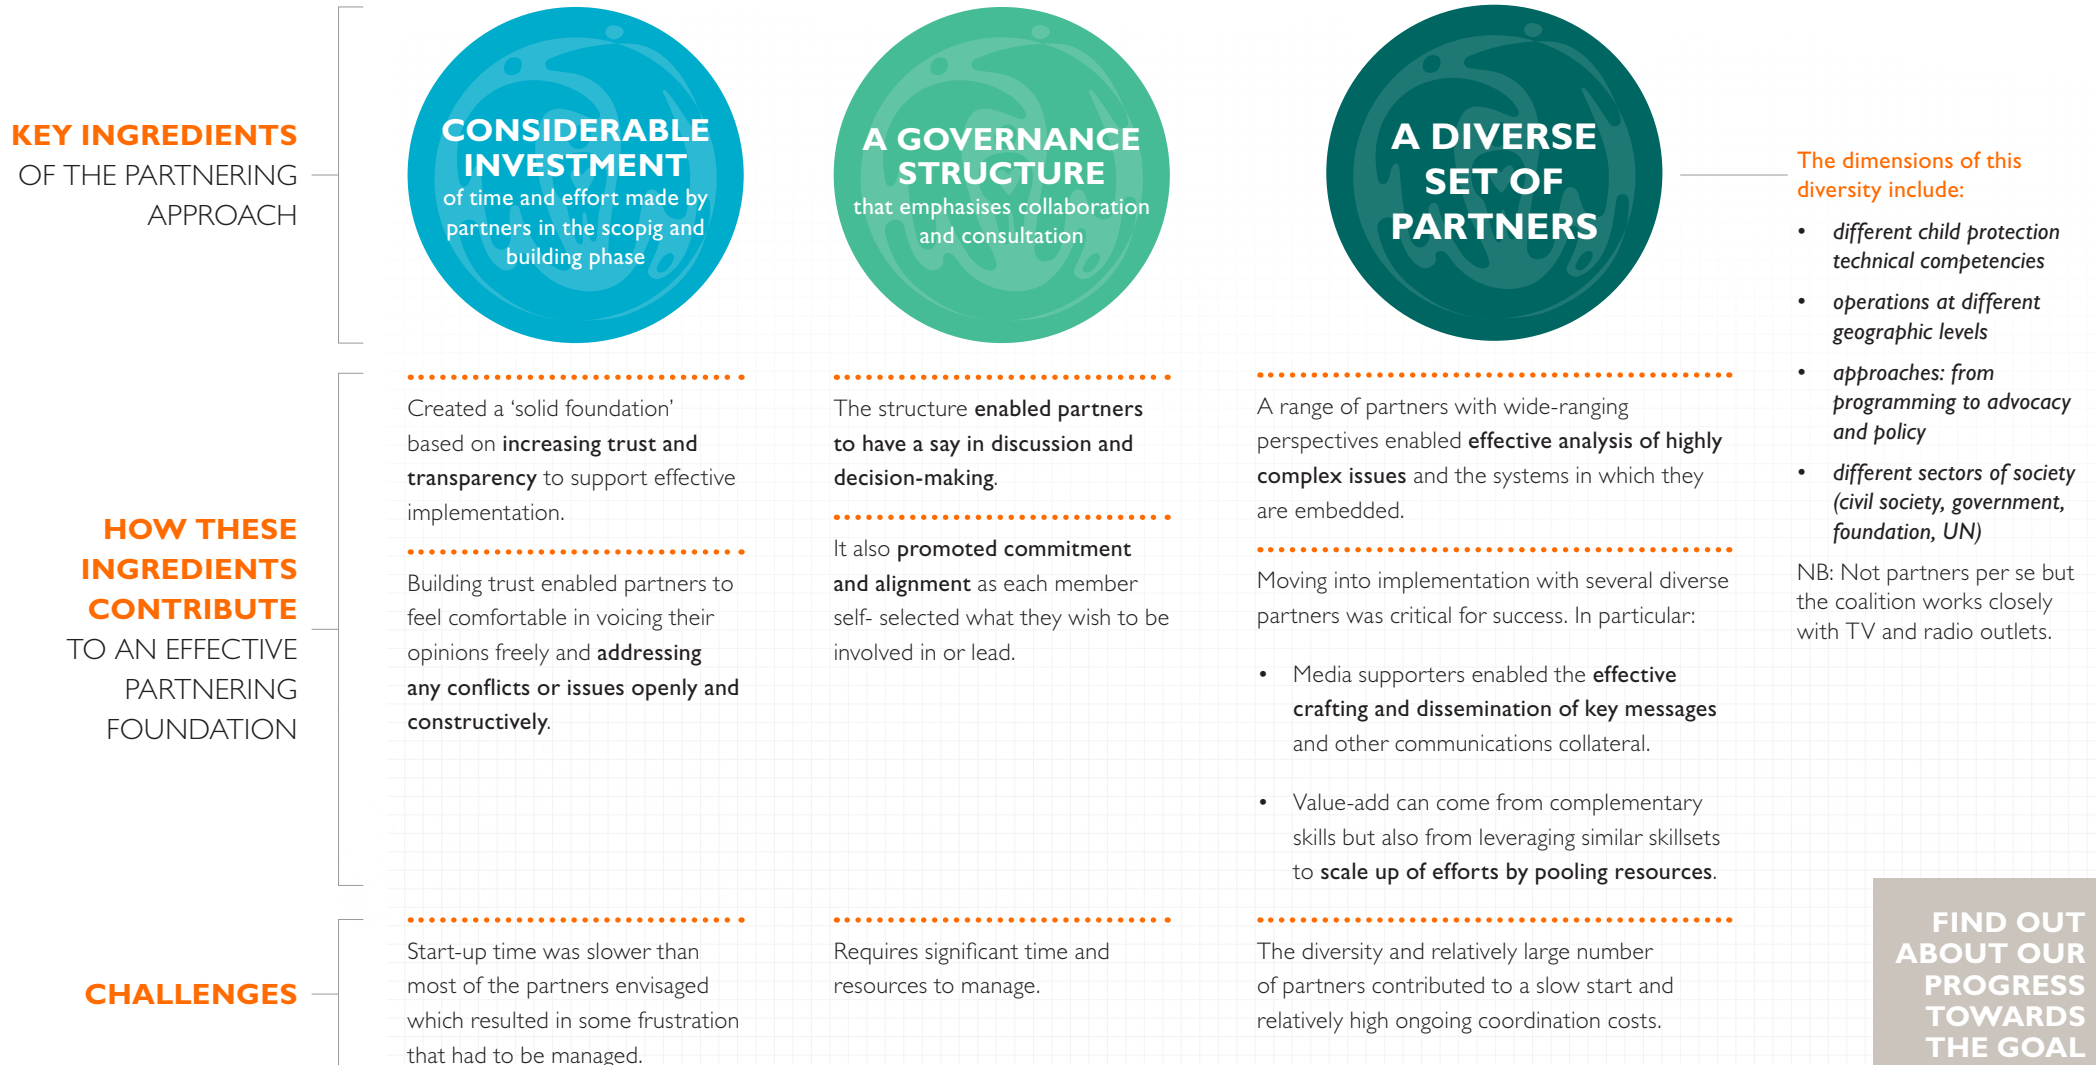 KEY INGREDIENTS
OF THE PARTNERING
APPROACH
CONSIDERABLE
INVESTMENT
of time and effort made by
partners in the scopig and
building phase
A GOVERNANCE
STRUCTURE
that emphasises collaboration
and consultation
A DIVERSE
SET OF
PARTNERS
The dimensions of this
diversity include:
• different child protection
technical competencies
• operations at different
geographic levels
• approaches: from
programming to advocacy
and policy
• different sectors of society
(civil society, government,
foundation, UN)
NB: Not partners per se but
the coalition works closely
with TV and radio outlets.
HOW THESE
INGREDIENTS
CONTRIBUTE
TO AN EFFECTIVE
PARTNERING
FOUNDATION
Created a ‘solid foundation’
based on increasing trust and
transparency to support effective
implementation.
Building trust enabled partners to
feel comfortable in voicing their
opinions freely and addressing
any conflicts or issues openly and
constructively.
The structure enabled partners
to have a say in discussion and
decision-making.
It also promoted commitment
and alignment as each member
self- selected what they wish to be
involved in or lead.
A range of partners with wide-ranging
perspectives enabled effective analysis of highly
complex issues and the systems in which they
are embedded.
Moving into implementation with several diverse
partners was critical for success. In particular:
• Media supporters enabled the effective
crafting and dissemination of key messages
and other communications collateral.
• Value-add can come from complementary
skills but also from leveraging similar skillsets
to scale up of efforts by pooling resources.
CHALLENGES
Start-up time was slower than
most of the partners envisaged
which resulted in some frustration
that had to be managed.
Requires significant time and
resources to manage.
The diversity and relatively large number
of partners contributed to a slow start and
relatively high ongoing coordination costs.
FIND OUT
ABOUT OUR
PROGRESS
TOWARDS
THE GOAL